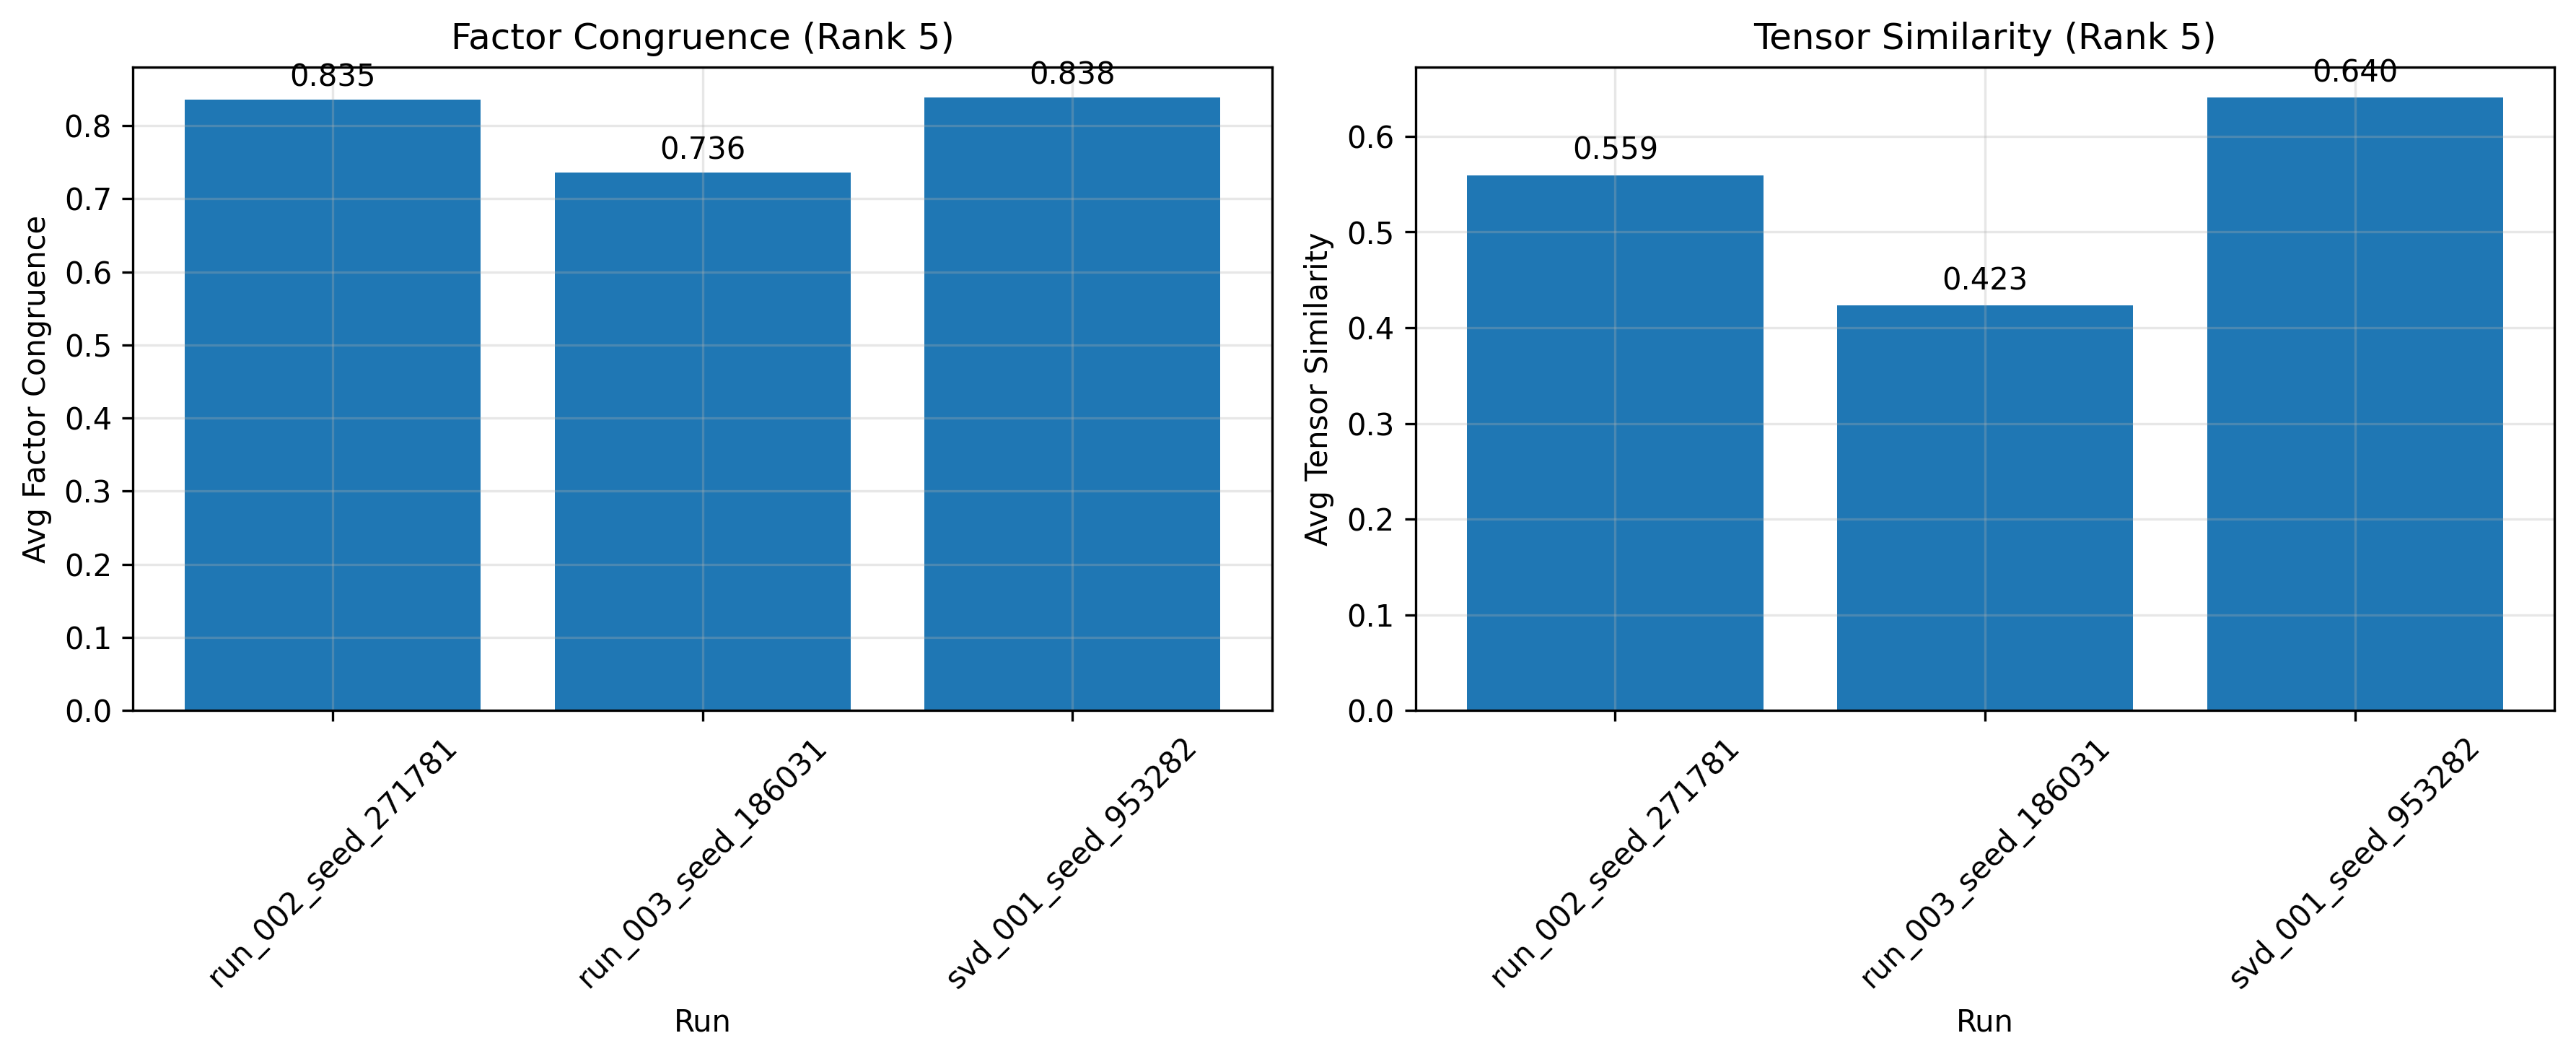 Factor Congruence (Rank 5)
Avg Factor Congruence
0.8
0.7
0.6
0.5
0.4
0.3
0.2
0.1
0.0
0.835
0.736
0.838
run_002_seed_271781
run_003_seed_186031
svd_001_seed_953282
Run
Tensor Similarity (Rank 5)
Avg Tensor Similarity
0.6
0.5
0.4
0.3
0.2
0.1
0.0
0.559
0.423
0.640
run_002_seed_271781
run_003_seed_186031
svd_001_seed_953282
Run